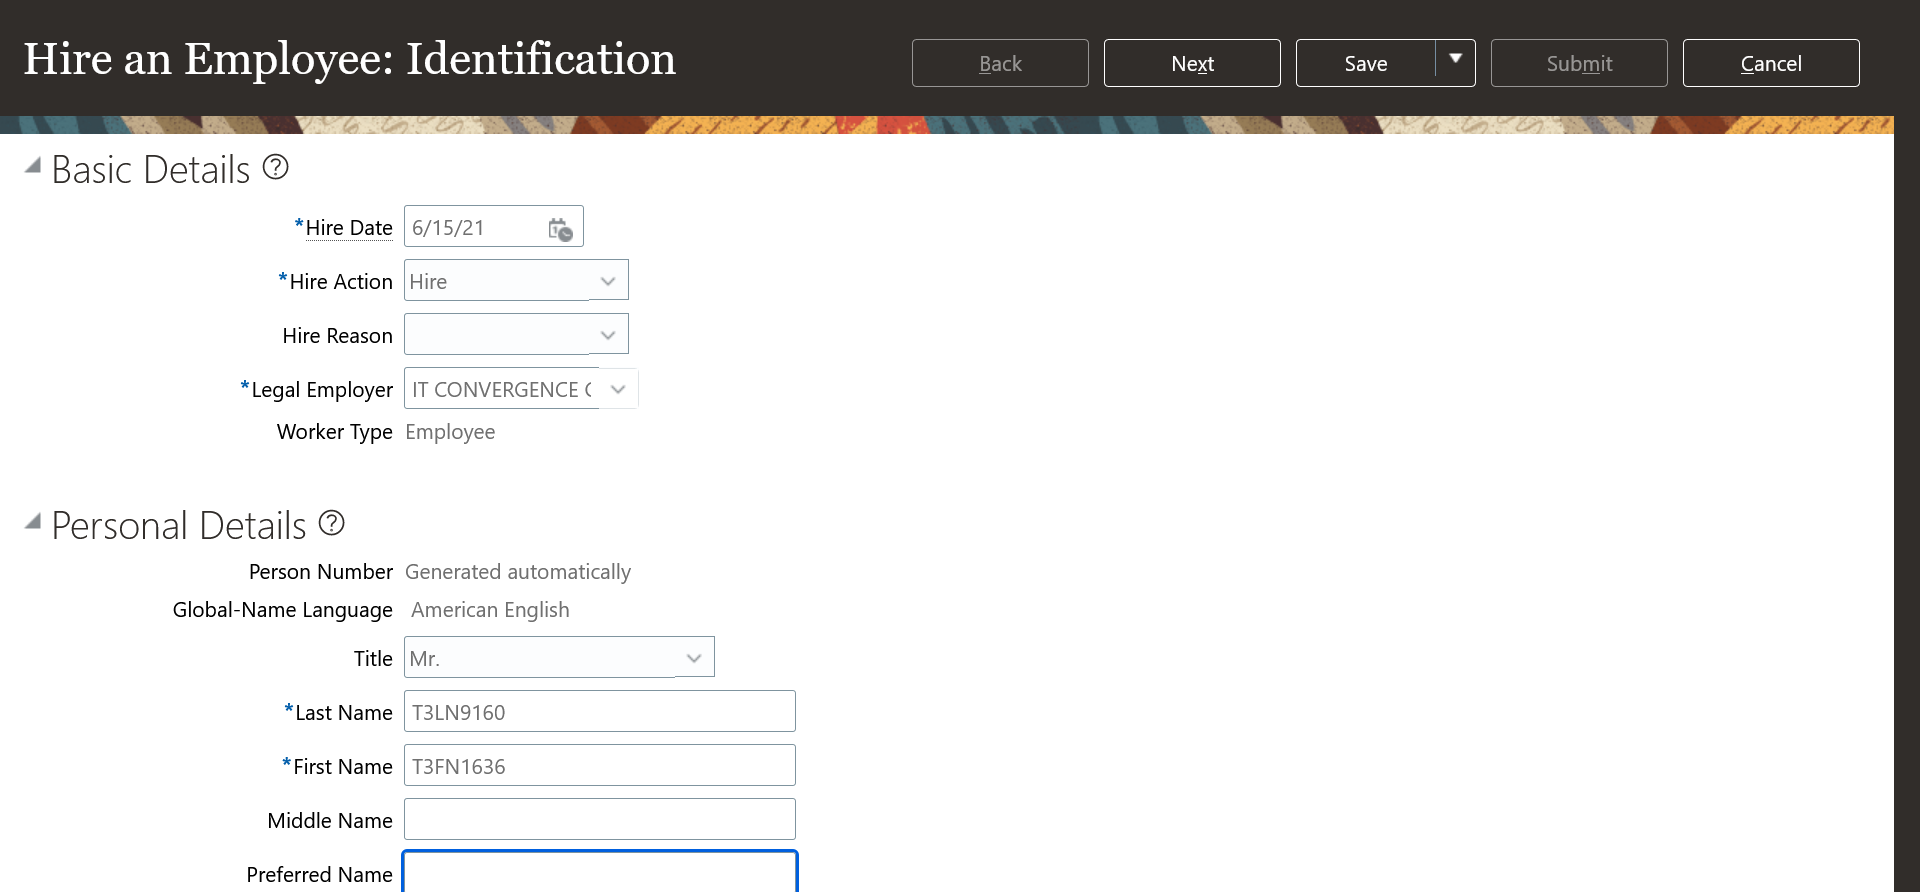 Hire an Employee: Identification
Back
Next
Save
Submit
Cancel
Basic Details
*Hire Date 6/15/21
*Hire Action Hire
Hire Reason
*Legal Employer IT CONVERGENCE
Worker Type Employee
Personal Details
Person Number Generated automatically
Global-Name Language American English
Title Mr.
*Last Name T3LN9160
*First Name T3FN1636
Middle Name
Preferred Name